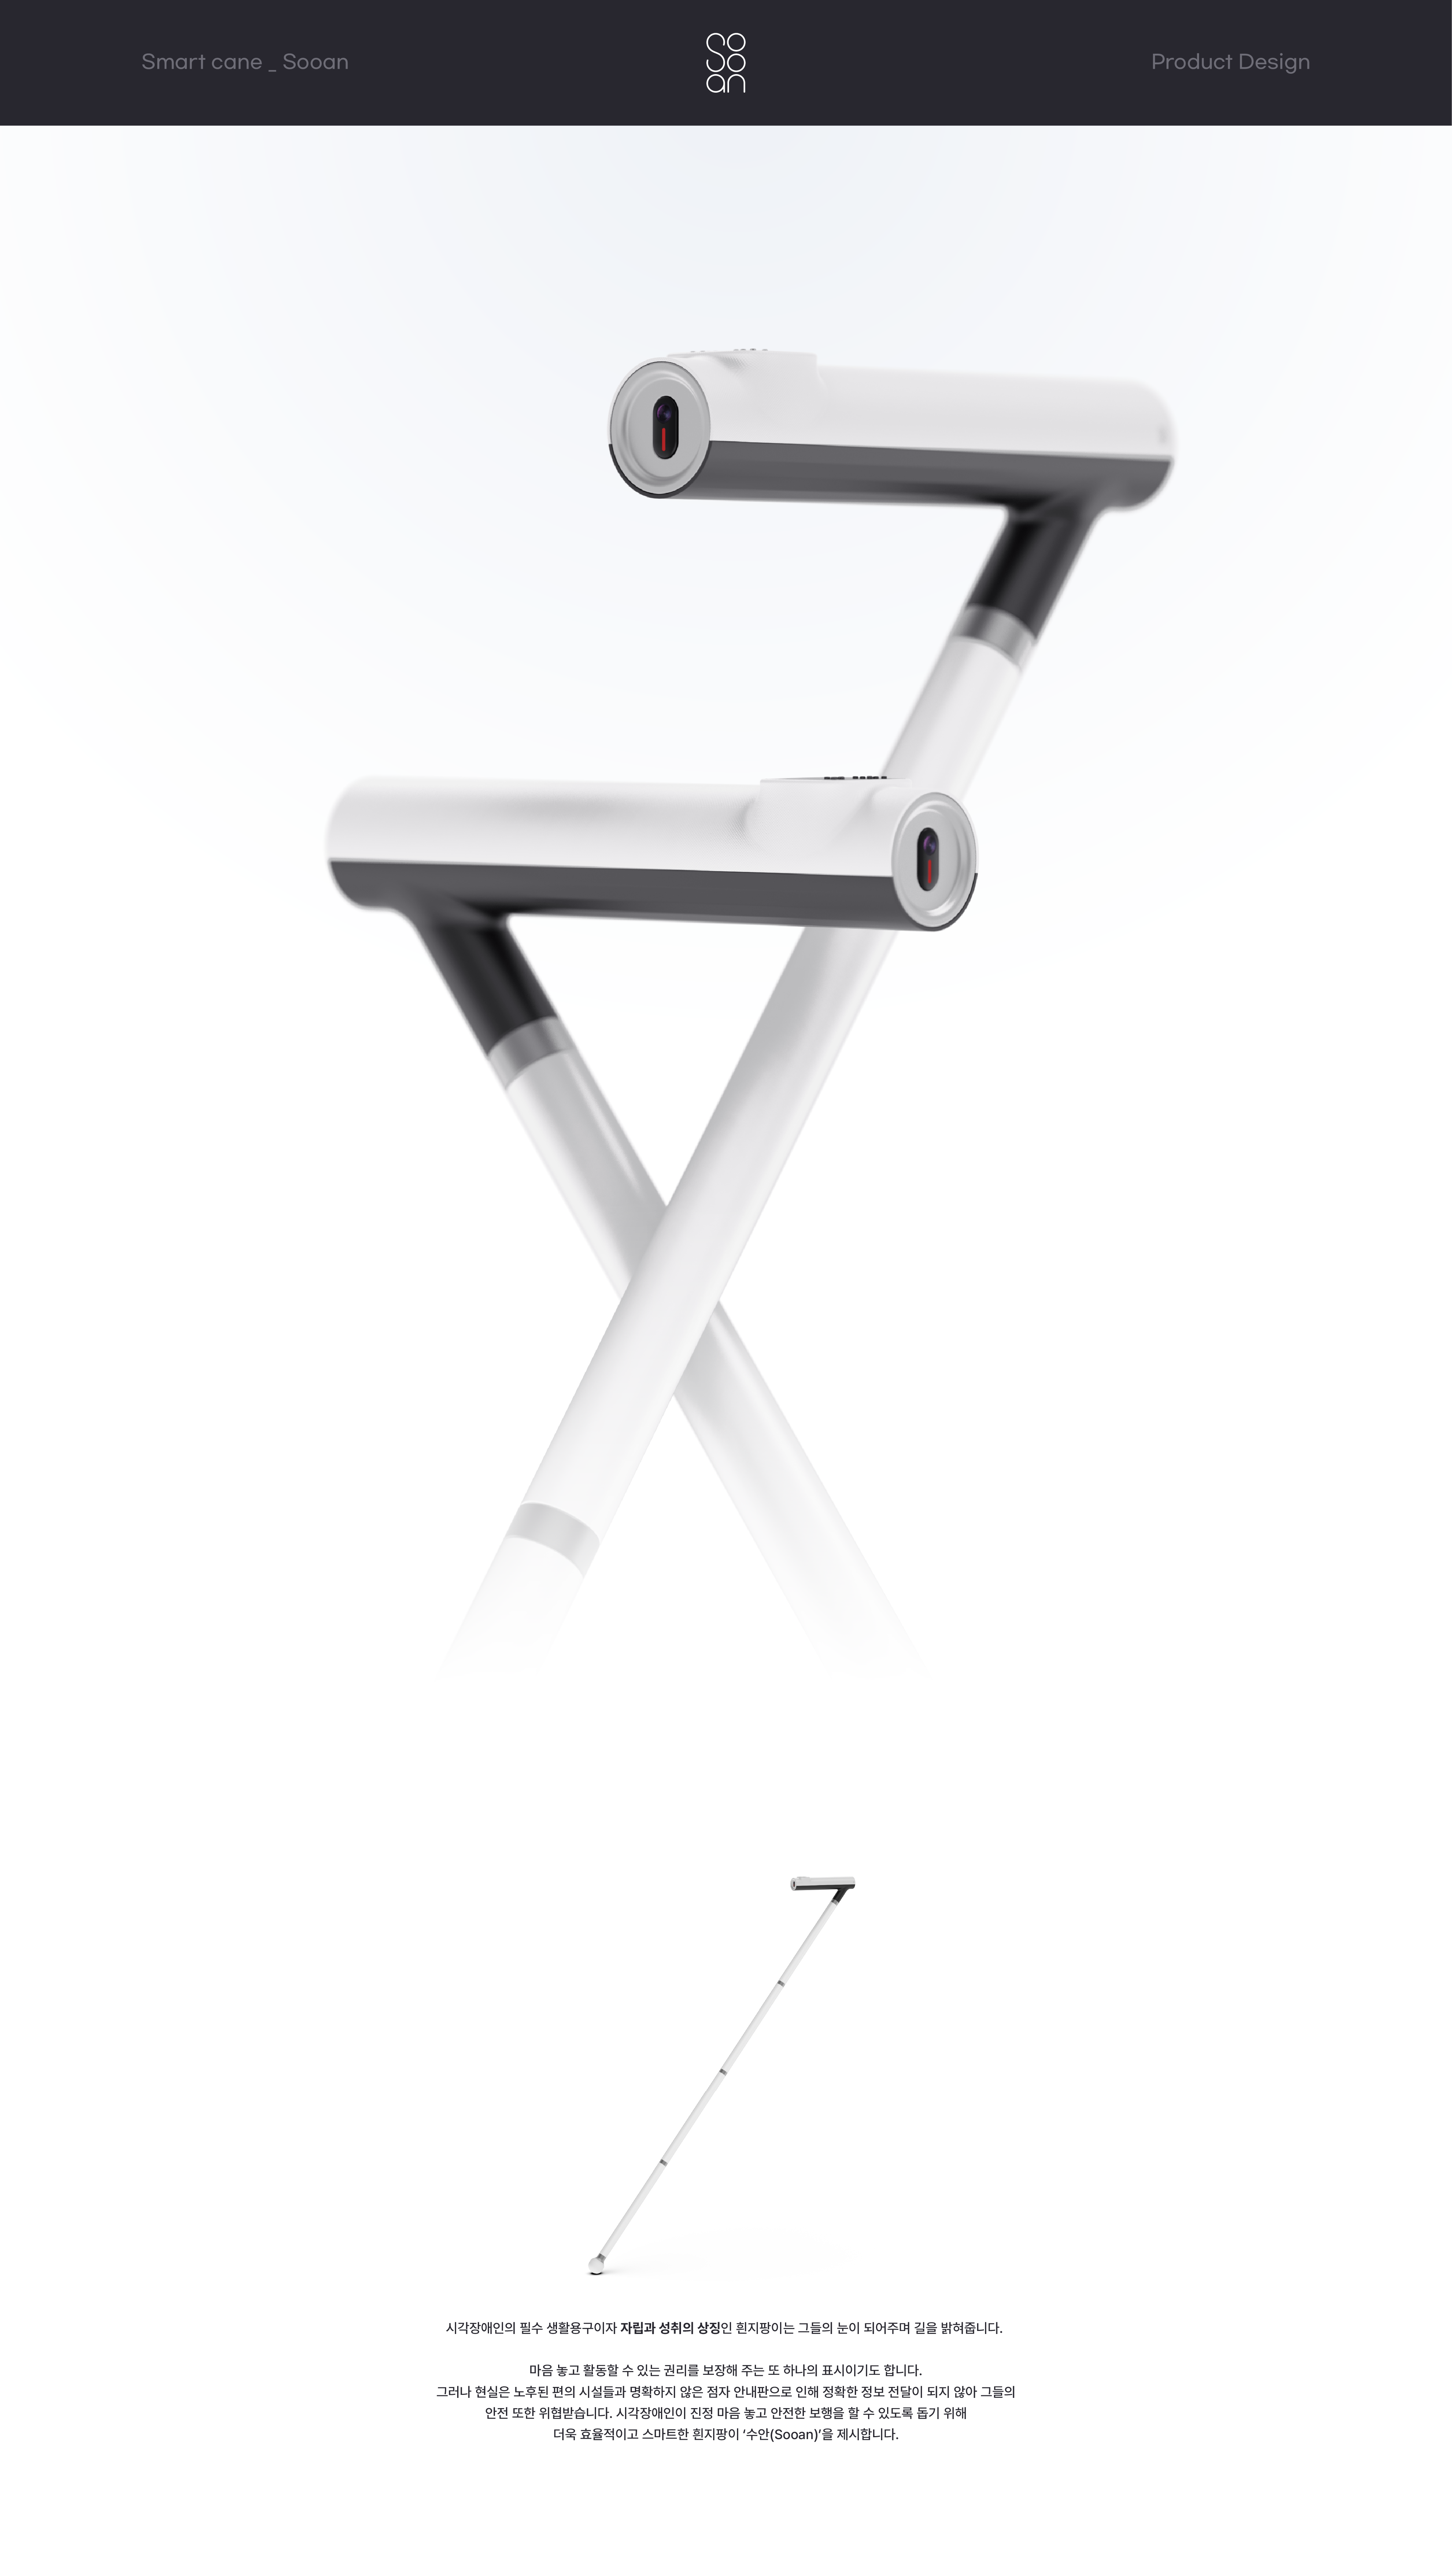 Smart cane _ Sooan
So
oo
an
Product Design
시각장애인의 필수 생활용구이자 자립과 성취의 상징인 흰지팡이는 그들의 눈이 되어주며 길을 밝혀줍니다.
마음 놓고 활동할 수 있는 권리를 보장해 주는 또 하나의 표시이기도 합니다.
그러나 현실은 노후된 편의 시설들과 명확하지 않은 점자 안내판으로 인해 정확한 정보 전달이 되지 않아 그들의
안전 또한 위협받습니다. 시각장애인이 진정 마음 놓고 안전한 보행을 할 수 있도록 돕기 위해
더욱 효율적이고 스마트한 흰지팡이 ‘수안(Sooan)’을 제시합니다.